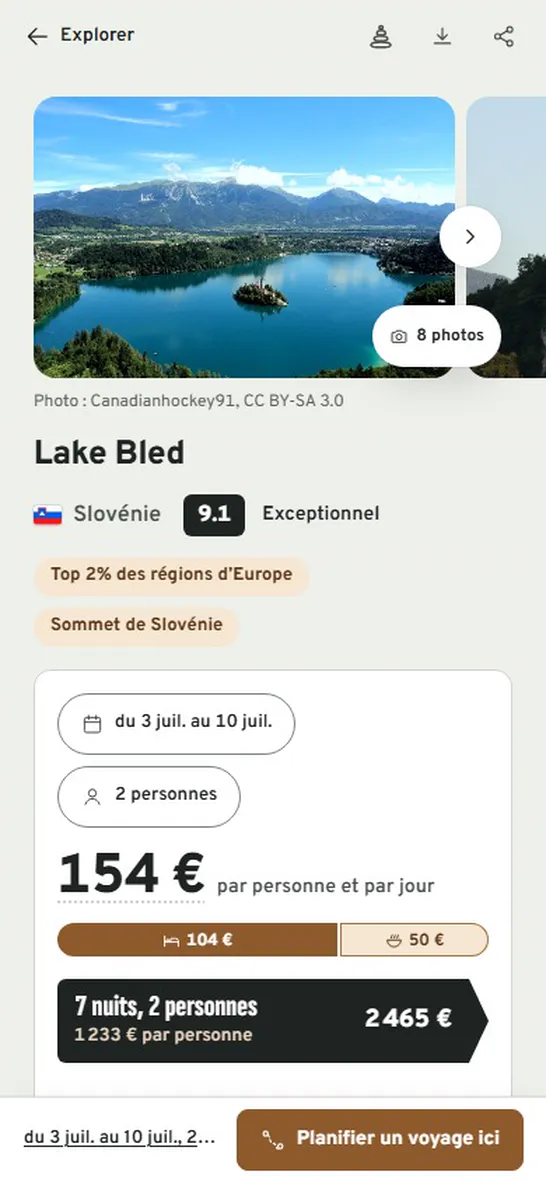 Explorer
8 photos
Photo : Canadianhockey91, CC BY-SA 3.0
Lake Bled
Slovénie 9.1 Exceptionnel
Top 2% des régions d'Europe
Sommet de Slovénie
du 3 juil. au 10 juil.
2 personnes
154 € par personne et par jour
104 € 50 €
7 nuits, 2 personnes
1 233 € par personne
2 465 €
du 3 juil. au 10 juil., 2…
Planifier un voyage ici